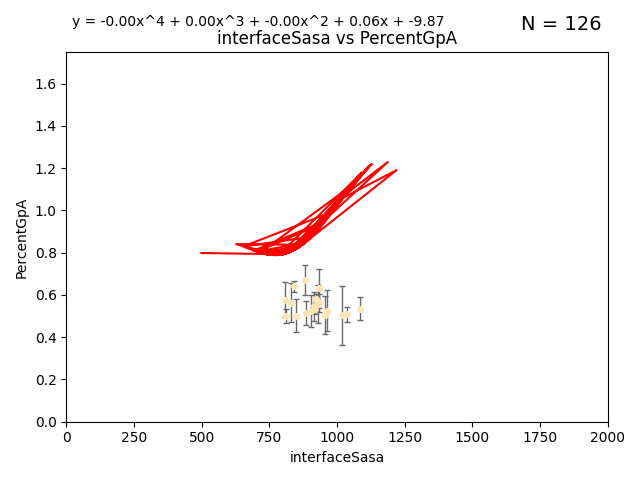 y = -0.00x^4 + 0.00x^3 + -0.00x^2 + 0.06x + -9.87
N = 126
interfaceSasa vs PercentGpA
PercentGpA
1.6
1.4
1.2
1.0
0.8
0.6
0.4
0.2
0.0
0 250 500 750 1000 1250 1500 1750 2000
interfaceSasa